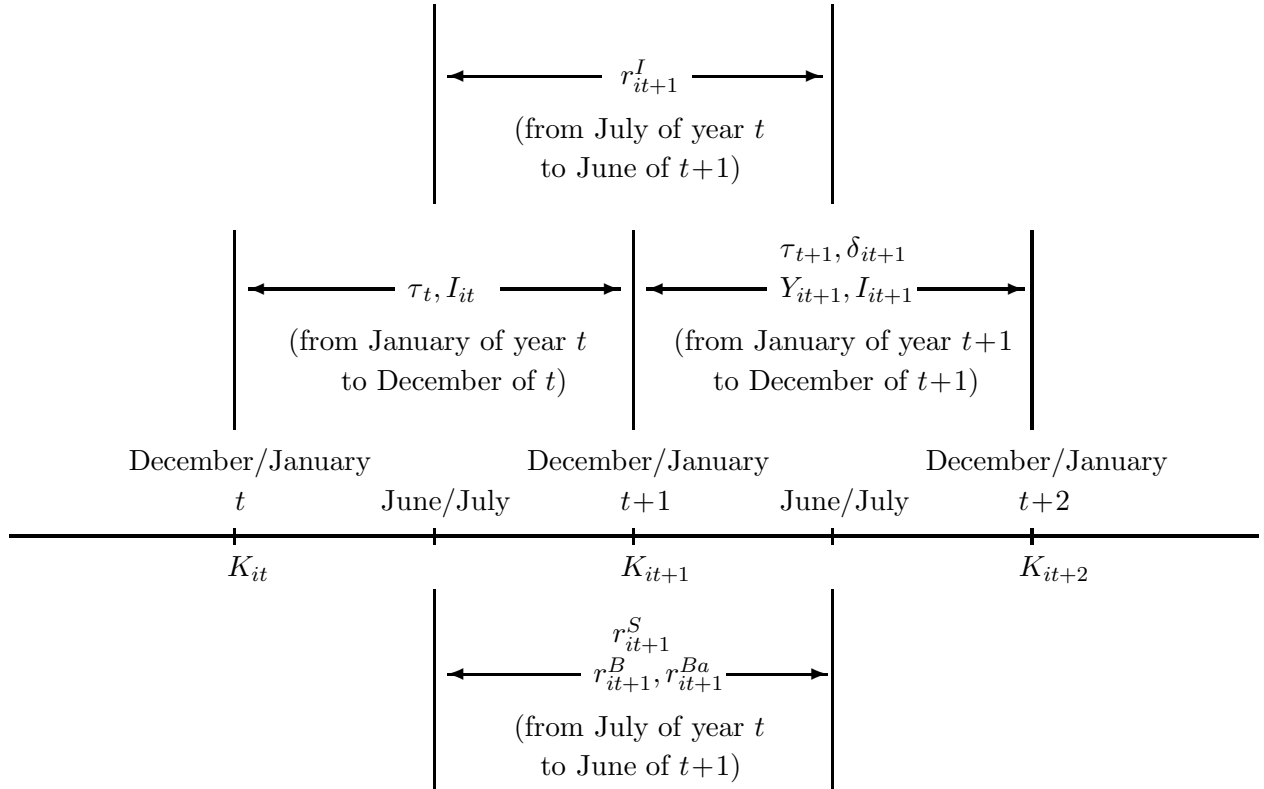 r^I_{it+1}
(from July of year t
to June of t+1)
τ_{t+1}, δ_{it+1}
τ_t, I_{it}
Y_{it+1}, I_{it+1}
(from January of year t
to December of t)
(from January of year t+1
to December of t+1)
December/January
t
June/July
December/January
t+1
June/July
December/January
t+2
K_{it}
K_{it+1}
K_{it+2}
r^S_{it+1}
r^B_{it+1}, r^{Ba}_{it+1}
(from July of year t
to June of t+1)